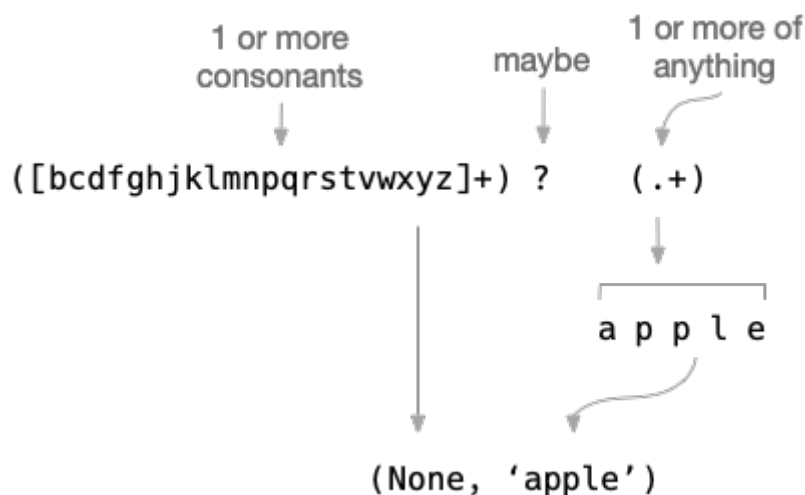 1 or more
consonants
maybe
1 or more of
anything
([bcdfghjklmnpqrstvwxyz]+) ? (.+)
a p p l e
(None, ‘apple’)